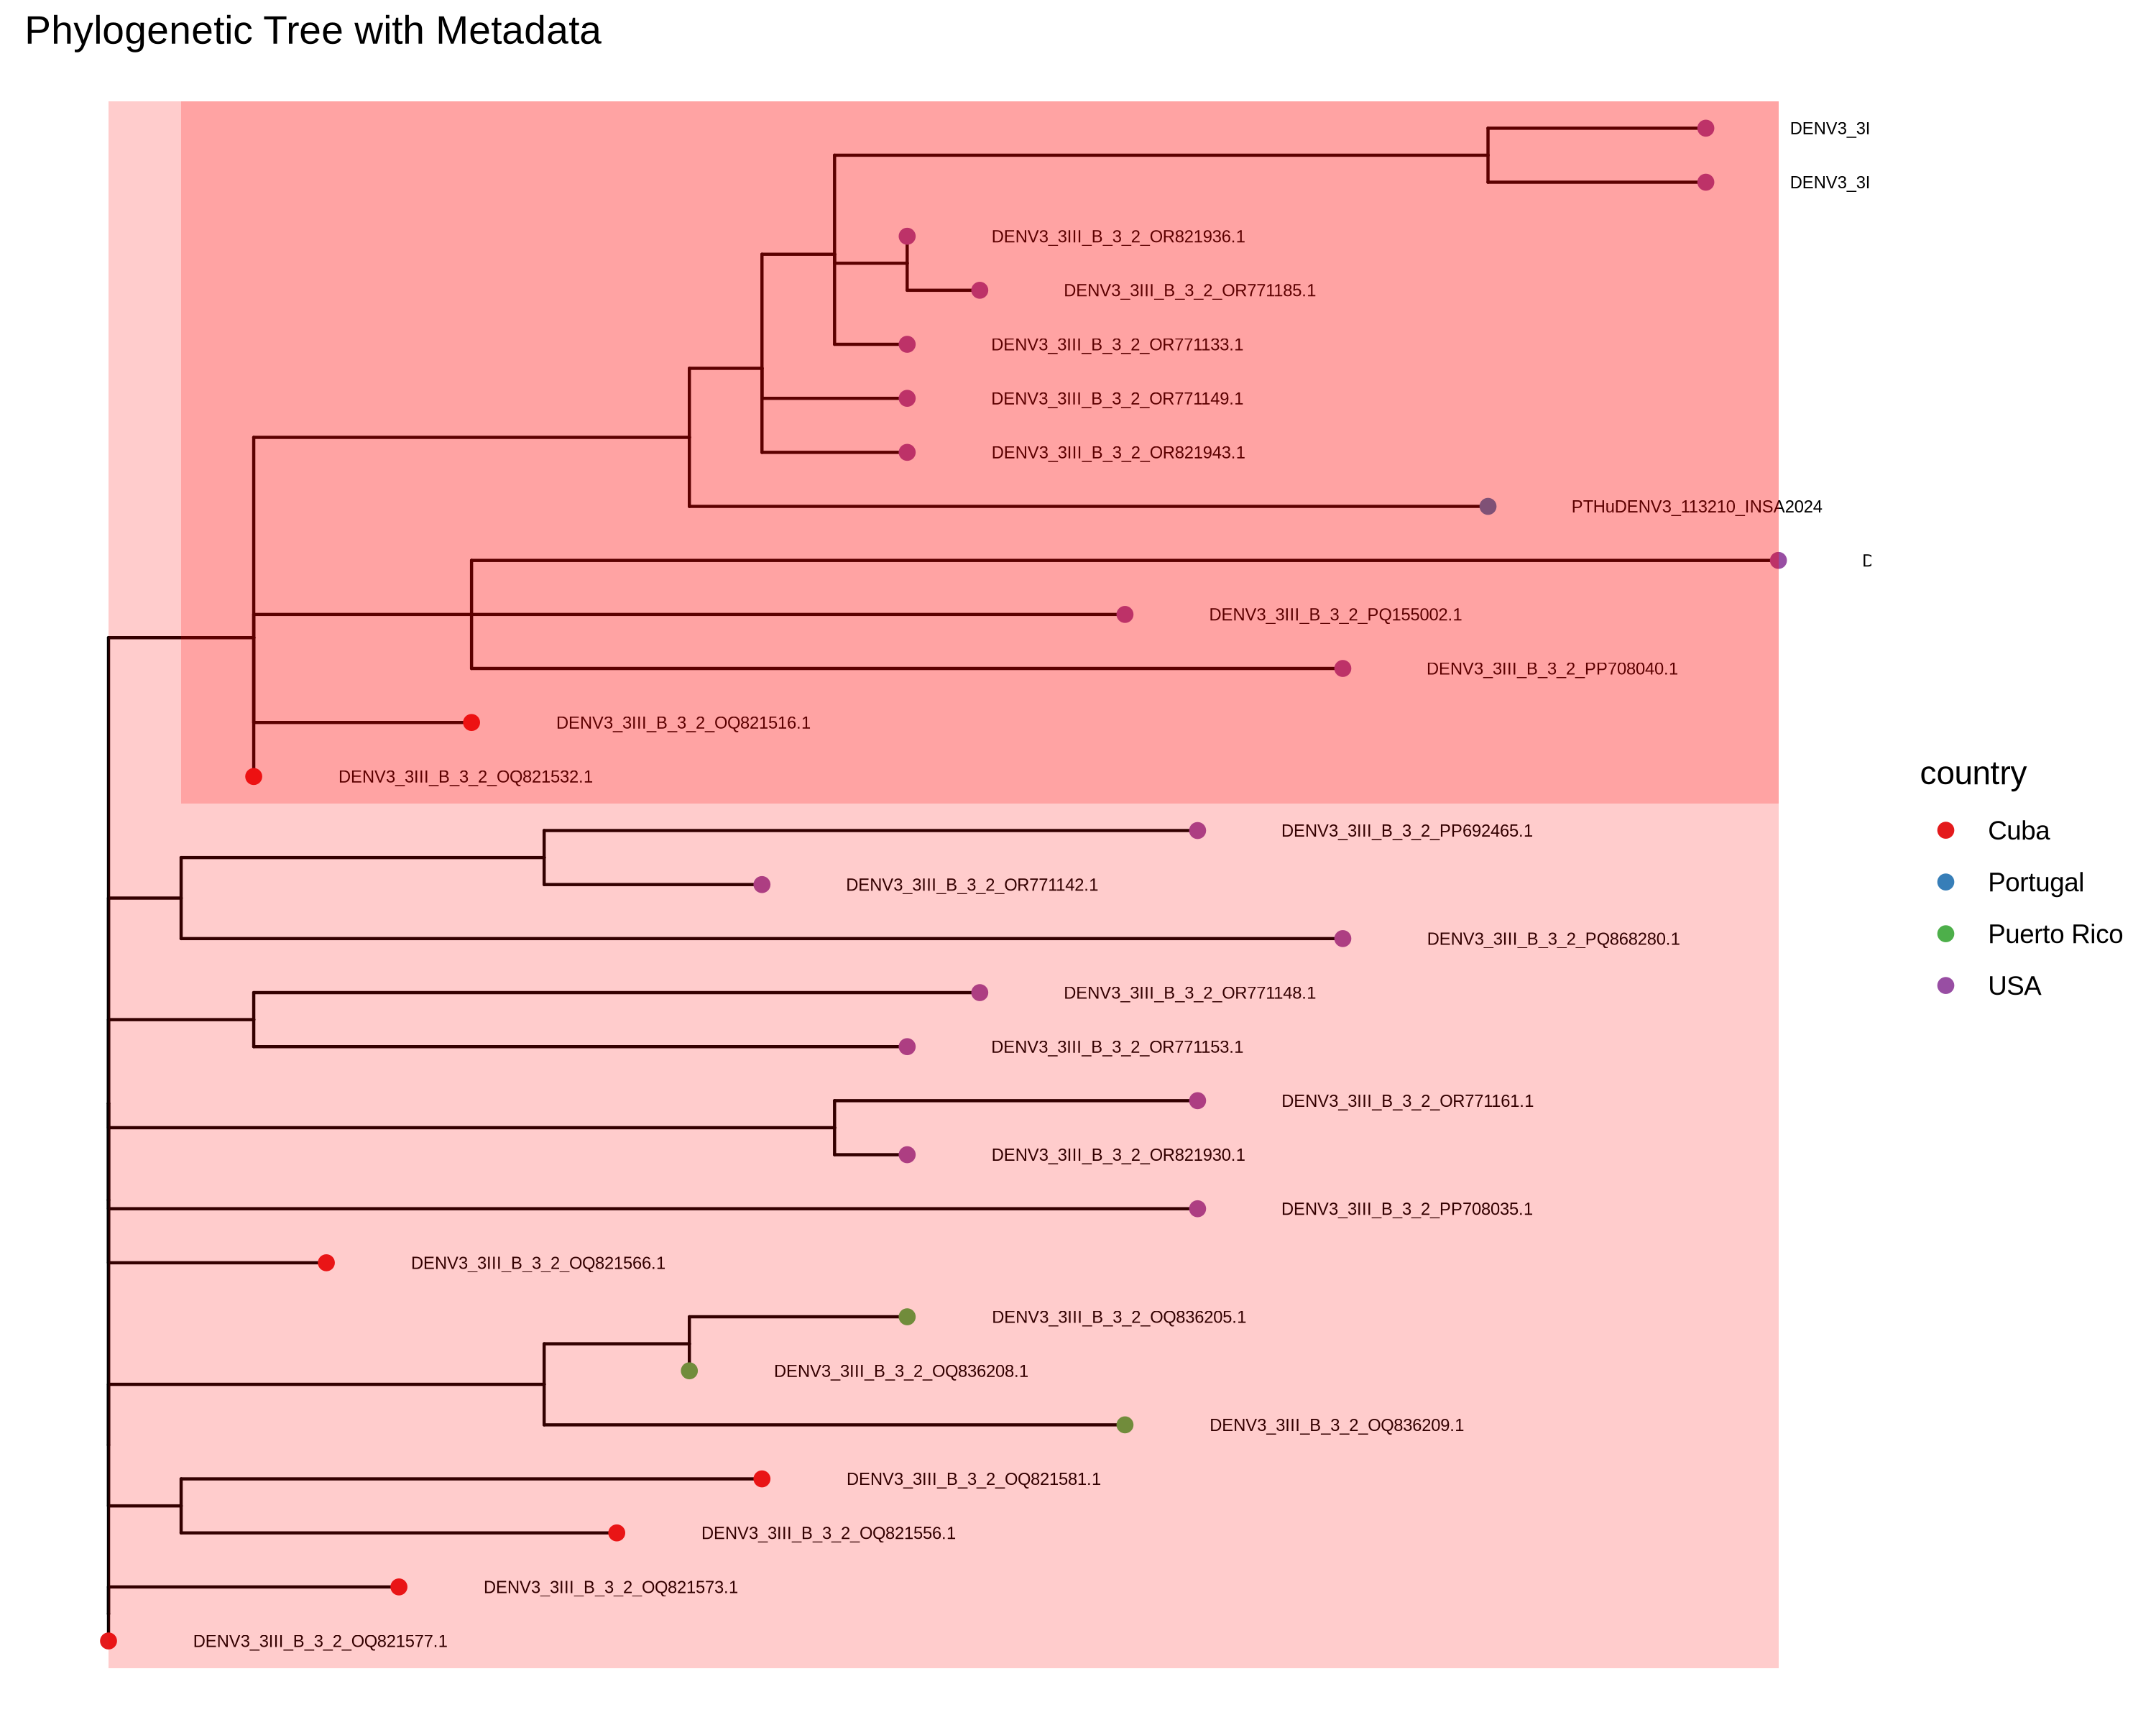 Phylogenetic Tree with Metadata
DENV3_3I
DENV3_3I
DENV3_3III_B_3_2_OR821936.1
DENV3_3III_B_3_2_OR771185.1
DENV3_3III_B_3_2_OR771133.1
DENV3_3III_B_3_2_OR771149.1
DENV3_3III_B_3_2_OR821943.1
PTHuDENV3_113210_INSA2024
D
DENV3_3III_B_3_2_PQ155002.1
DENV3_3III_B_3_2_PP708040.1
DENV3_3III_B_3_2_OQ821516.1
DENV3_3III_B_3_2_OQ821532.1
DENV3_3III_B_3_2_PP692465.1
DENV3_3III_B_3_2_OR771142.1
DENV3_3III_B_3_2_PQ868280.1
DENV3_3III_B_3_2_OR771148.1
DENV3_3III_B_3_2_OR771153.1
DENV3_3III_B_3_2_OR771161.1
DENV3_3III_B_3_2_OR821930.1
DENV3_3III_B_3_2_PP708035.1
DENV3_3III_B_3_2_OQ821566.1
DENV3_3III_B_3_2_OQ836205.1
DENV3_3III_B_3_2_OQ836208.1
DENV3_3III_B_3_2_OQ836209.1
DENV3_3III_B_3_2_OQ821581.1
DENV3_3III_B_3_2_OQ821556.1
DENV3_3III_B_3_2_OQ821573.1
DENV3_3III_B_3_2_OQ821577.1
country
Cuba
Portugal
Puerto Rico
USA